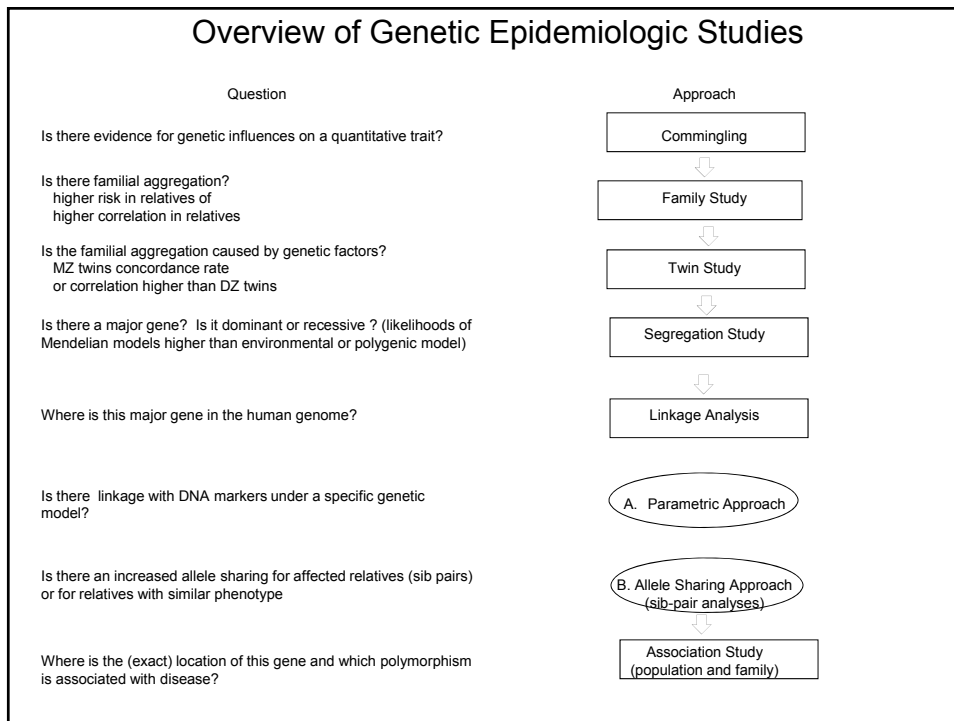 Overview of Genetic Epidemiologic Studies
Question
Approach
Is there evidence for genetic influences on a quantitative trait?
Commingling
Is there familial aggregation?
higher risk in relatives of
higher correlation in relatives
Family Study
Is the familial aggregation caused by genetic factors?
MZ twins concordance rate
or correlation higher than DZ twins
Twin Study
Is there a major gene?  Is it dominant or recessive ? (likelihoods of
Mendelian models higher than environmental or polygenic model)
Segregation Study
Where is this major gene in the human genome?
Linkage Analysis
Is there  linkage with DNA markers under a specific genetic
model?
A.  Parametric Approach
Is there an increased allele sharing for affected relatives (sib pairs)
or for relatives with similar phenotype
B. Allele Sharing Approach
(sib-pair analyses)
Where is the (exact) location of this gene and which polymorphism
is associated with disease?
Association Study
(population and family)